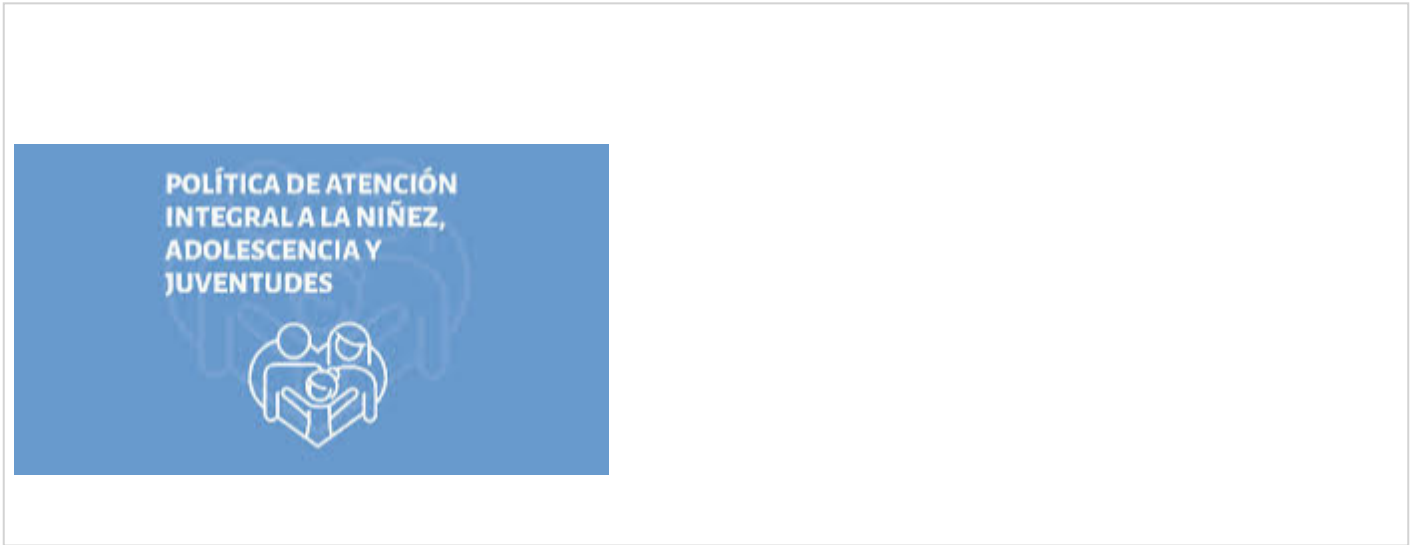 POLÍTICA DE ATENCIÓN
INTEGRAL A LA NIÑEZ,
ADOLESCENCIA Y
JUVENTUDES